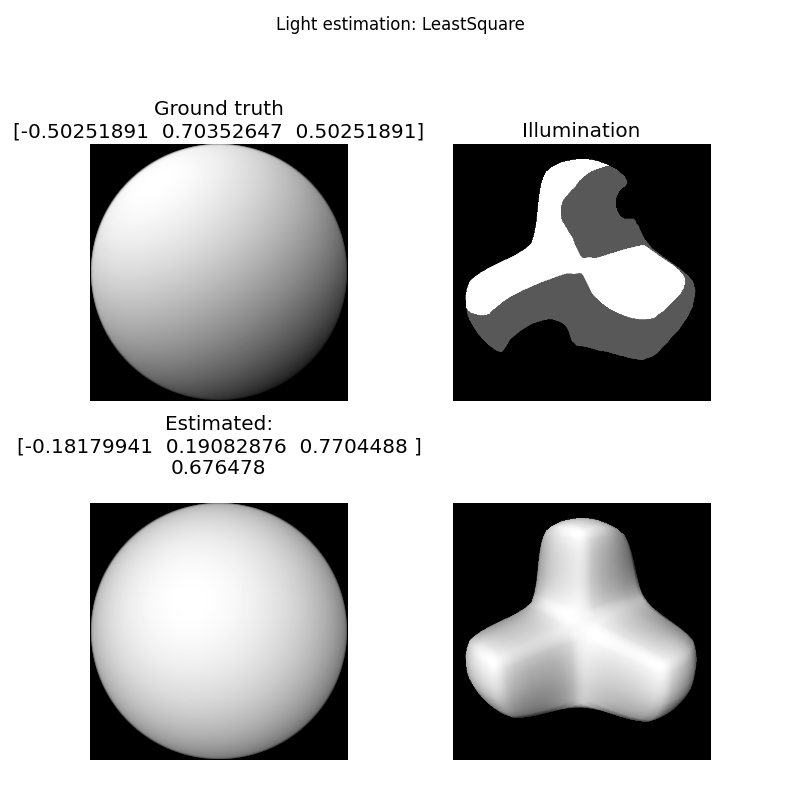 Light estimation: LeastSquare
Ground truth
[-0.50251891  0.70352647  0.50251891]
Illumination
Estimated:
[-0.18179941  0.19082876  0.7704488 ]
0.676478